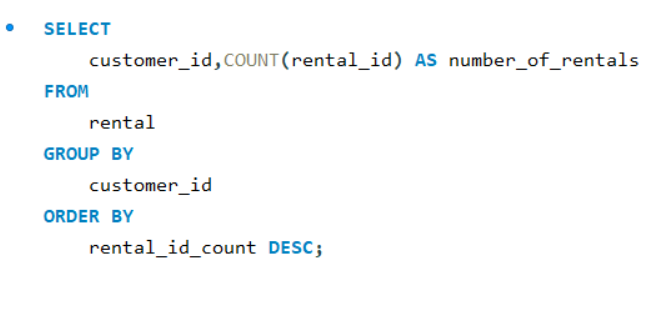 SELECT
customer_id,COUNT(rental_id) AS number_of_rentals
FROM
rental
GROUP BY
customer_id
ORDER BY
rental_id_count DESC;